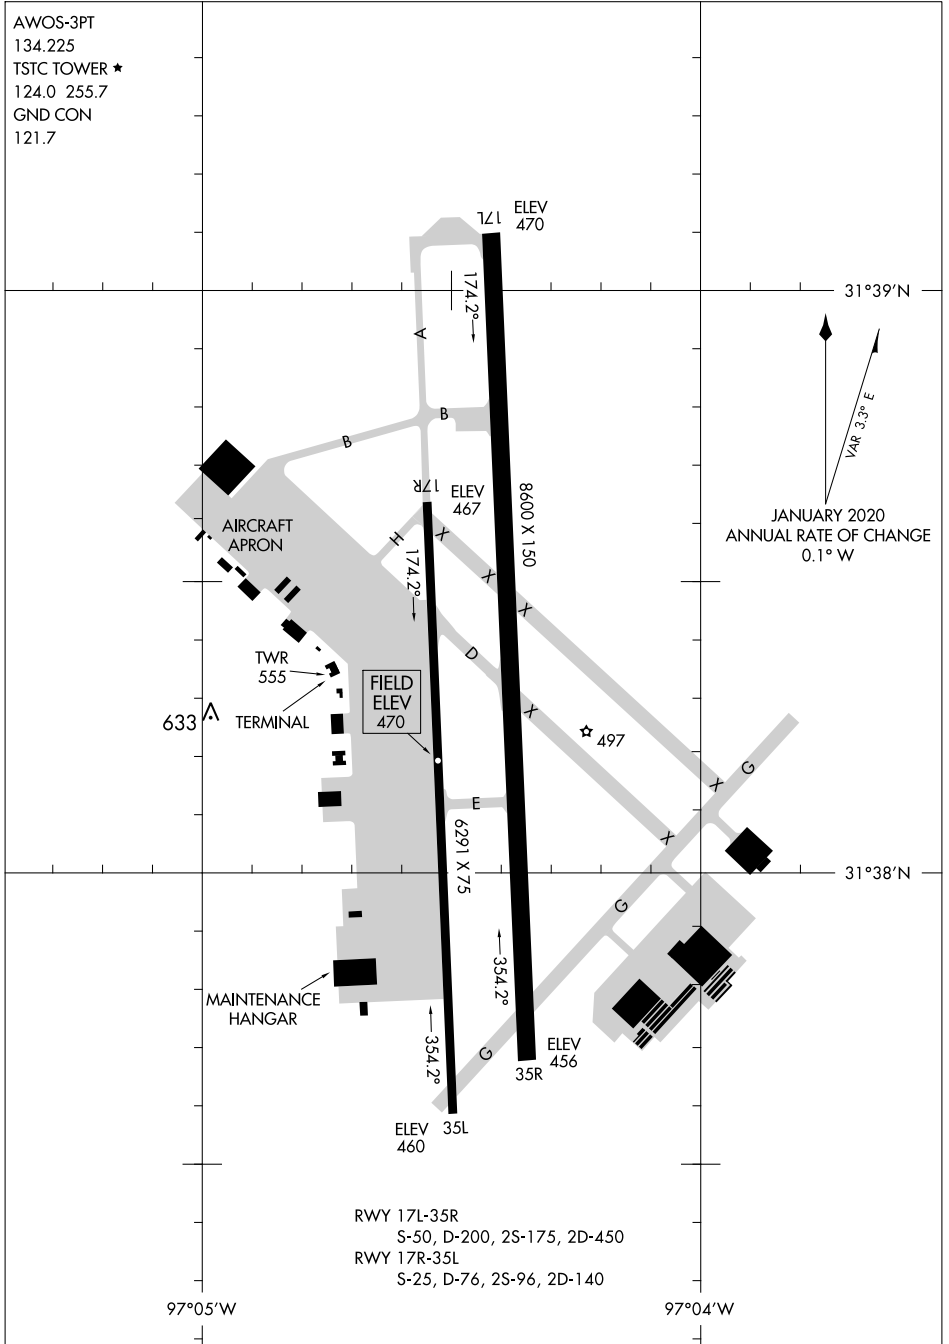 AWOS-3PT
134.225
TSTC TOWER ★
124.0 255.7
GND CON
121.7
17L
ELEV
470
174.2°
31°39'N
A
VAR 3.3° E
B
B
17R
ELEV
467
8600 X 150
JANUARY 2020
ANNUAL RATE OF CHANGE
0.1° W
AIRCRAFT
APRON
H
X
174.2°
X
X
D
TWR
555
TERMINAL
FIELD
ELEV
470
633
X
497
G
X
E
6291 X 75
X
31°38'N
G
354.2°
MAINTENANCE
HANGAR
354.2°
G
ELEV
456
35R
ELEV
460
35L
RWY 17L-35R
S-50, D-200, 2S-175, 2D-450
RWY 17R-35L
S-25, D-76, 2S-96, 2D-140
97°05'W
97°04'W